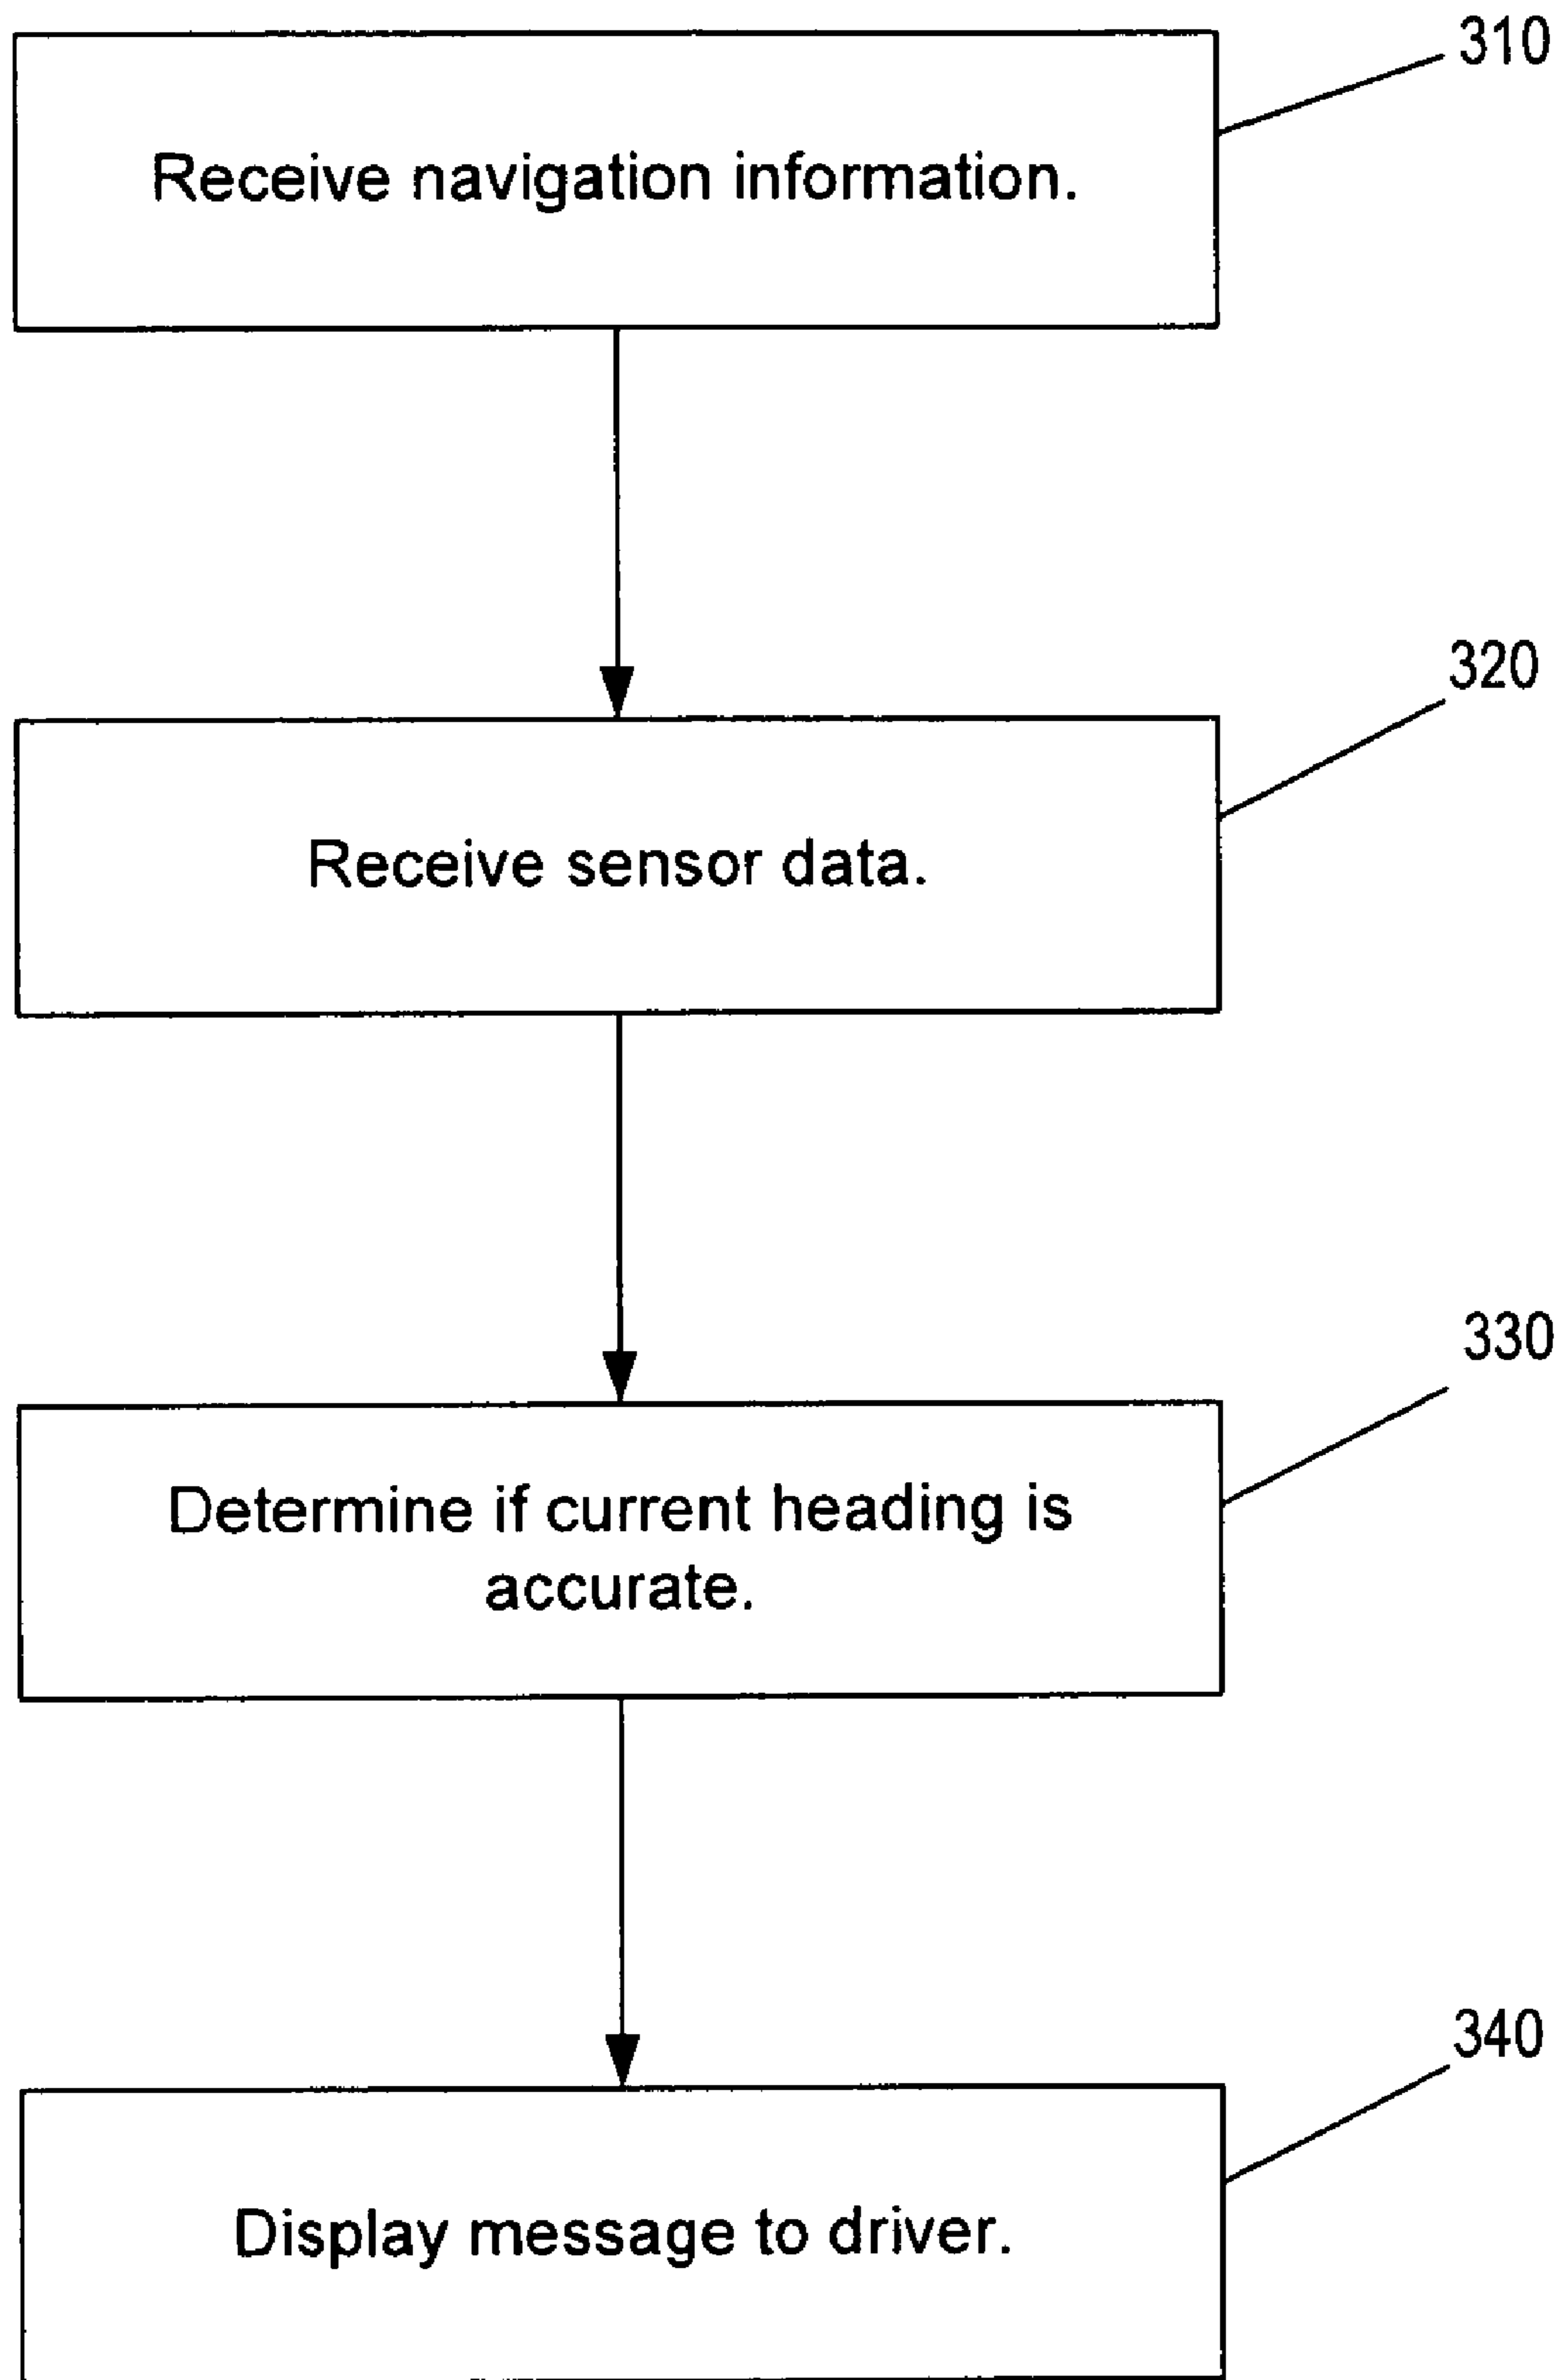 310
Receive navigation information.
320
Receive sensor data.
330
Determine if current heading is
accurate.
340
Display message to driver.